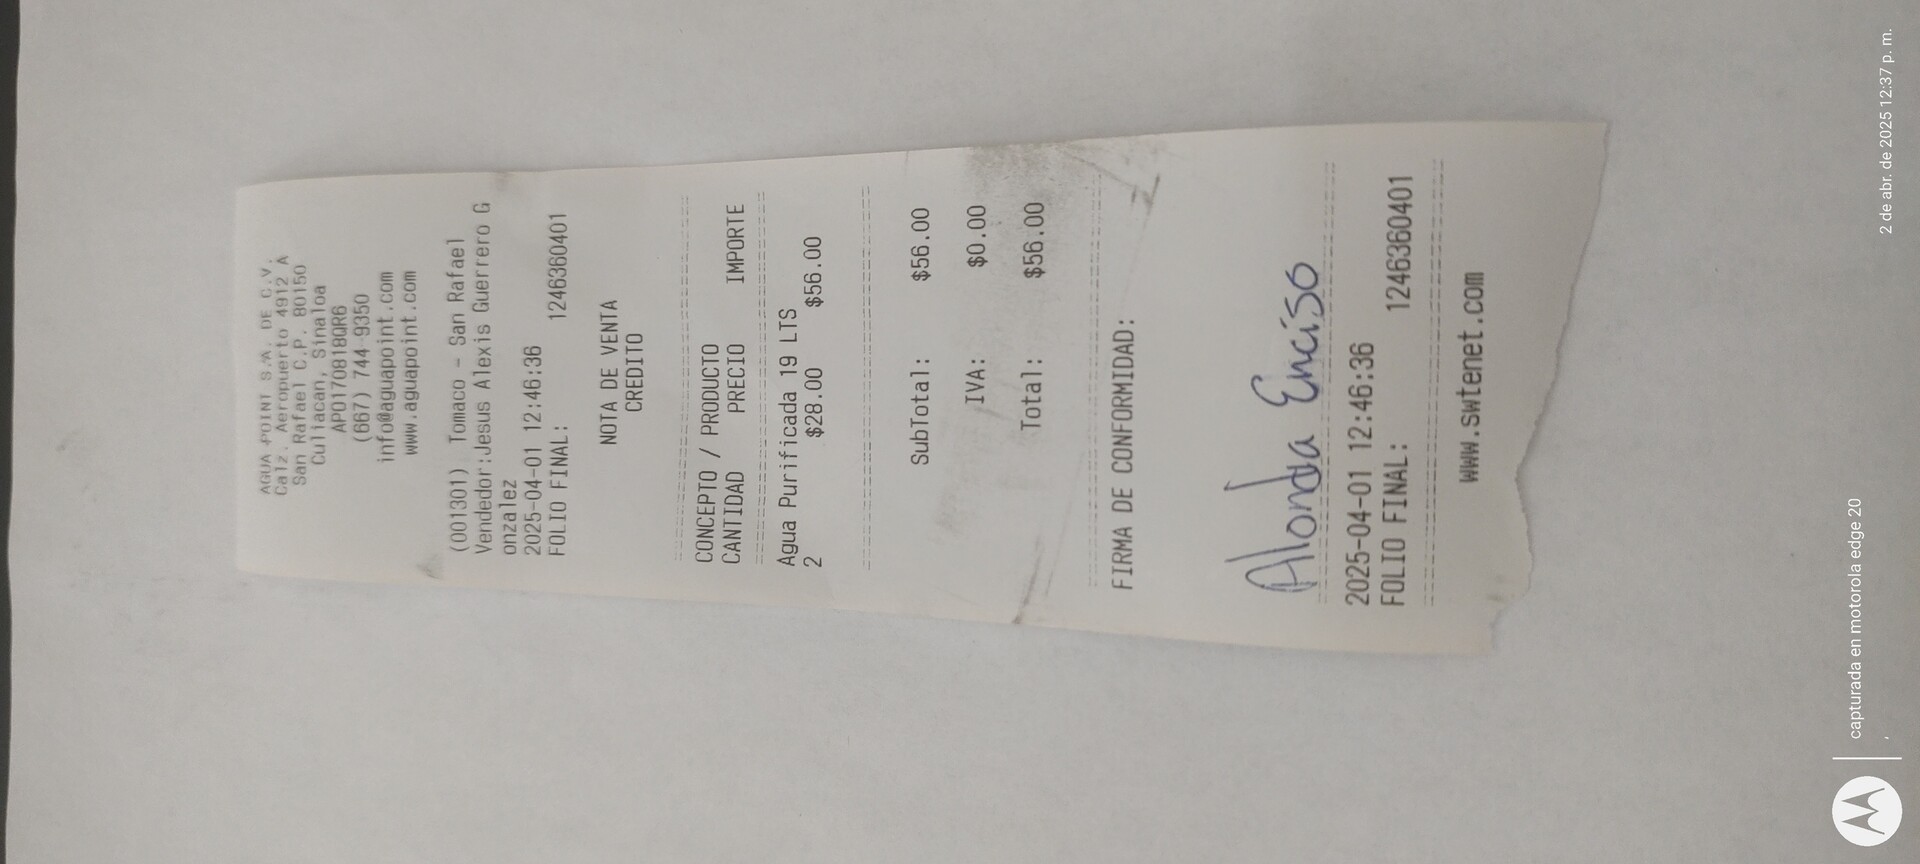 AGUA POINT S.A. DE C.V.
Calz. Aeropuerto 4912 A
San Rafael C.P. 80150
Culiacan, Sinaloa
APO170818QR6
(667) 744-9350
info@aguapoint.com
www.aguapoint.com
(001301) Tomaco - San Rafael
Vendedor:Jesus Alexis Guerrero G
onzalez
2025-04-01 12:46:36
FOLIO FINAL: 1246360401
NOTA DE VENTA
CREDITO
CONCEPTO / PRODUCTO
CANTIDAD PRECIO IMPORTE
Agua Purificada 19 LTS
2 $28.00 $56.00
SubTotal: $56.00
IVA: $0.00
Total: $56.00
FIRMA DE CONFORMIDAD:
Alondra Enciso
2025-04-01 12:46:36
FOLIO FINAL: 1246360401
www.swtenet.com
capturada en motorola edge 20
2 de abr. de 2025 12:37 p. m.